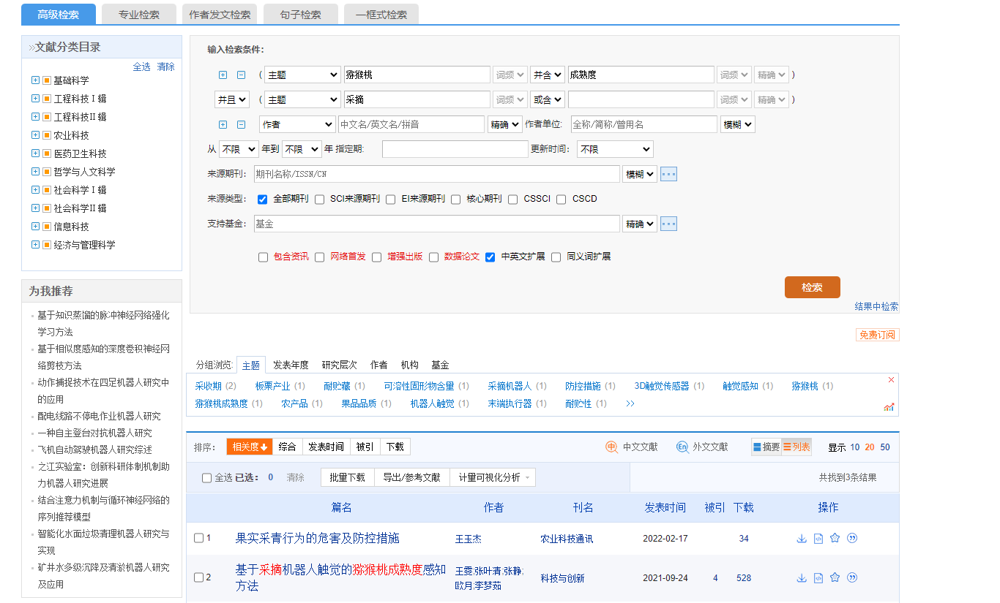 高级检索 专业检索 作者发文检索 句子检索 一框式检索
»文献分类目录
全选 清除
基础科学
工程科技Ⅰ辑
工程科技II辑
农业科技
医药卫生科技
哲学与人文科学
社会科学Ⅰ辑
社会科学II辑
信息科技
经济与管理科学
为我推荐
基于知识蒸馏的脉冲神经网络强化
学习方法
基于相似度感知的深度卷积神经网
络剪枝方法
动作捕捉技术在四足机器人研究中
的应用
配电线路不停电作业机器人研究
一种自主登台对抗机器人研究
飞机自动驾驶机器人研究综述
之江实验室：创新科研体制机制助
力机器人研究进展
结合注意力机制与循环神经网络的
序列推荐模型
智能化水面垃圾清理机器人研究与
实现
矿井水多级沉降及清淤机器人研究
及应用
输入检索条件：
( 主题 猕猴桃 词频 并含 成熟度 词频 精确 )
并且 ( 主题 采摘 词频 或含 词频 精确 )
作者 中文名/英文名/拼音 精确 作者单位： 全称/简称/曾用名 模糊
从 不限 年到 不限 年 指定期： 更新时间： 不限
来源期刊： 期刊名称/ISSN/CN 模糊
来源类型： 全部期刊 SCI来源期刊 EI来源期刊 核心期刊 CSSCI CSCD
支持基金： 基金 精确
包含资讯 网络首发 增强出版 数据论文 中英文扩展 同义词扩展
检索
结果中检索
免费订阅
分组浏览： 主题 发表年度 研究层次 作者 机构 基金
采收期 (2) 板栗产业 (1) 耐贮藏 (1) 可溶性固形物含量 (1) 采摘机器人 (1) 防控措施 (1) 3D触觉传感器 (1) 触觉感知 (1) 猕猴桃 (1)
猕猴桃成熟度 (1) 农产品 (1) 果品品质 (1) 机器人触觉 (1) 末端执行器 (1) 耐贮性 (1) >>
排序： 相关度 综合 发表时间 被引 下载 中 中文文献 En 外文文献 摘要 列表 显示 10 20 50
全选 已选： 0 清除 批量下载 导出/参考文献 计量可视化分析 共找到3条结果
篇名 作者 刊名 发表时间 被引 下载 操作
1 果实采青行为的危害及防控措施 王玉杰 农业科技通讯 2022-02-17 34
2 基于采摘机器人触觉的猕猴桃成熟度感知 王雯;张叶清;张静; 科技与创新 2021-09-24 4 528
方法 欧月;李梦茹